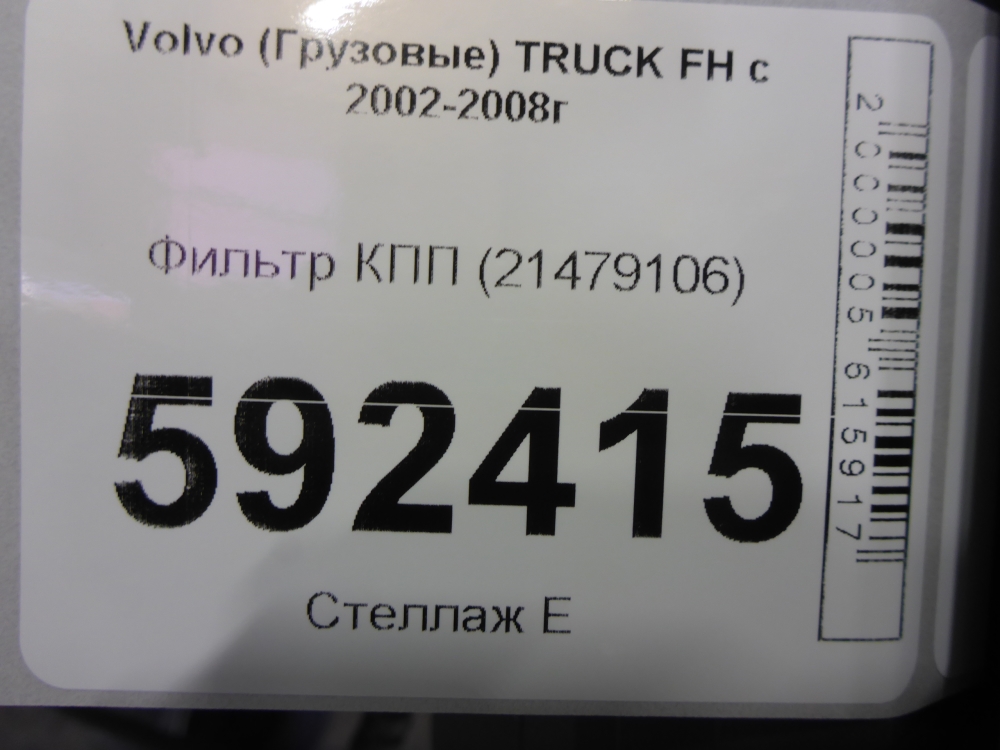 Volvo (Грузовые) TRUCK FH с
2002-2008г
Фильтр КПП (21479106)
592415
Стеллаж Е
2000005615917